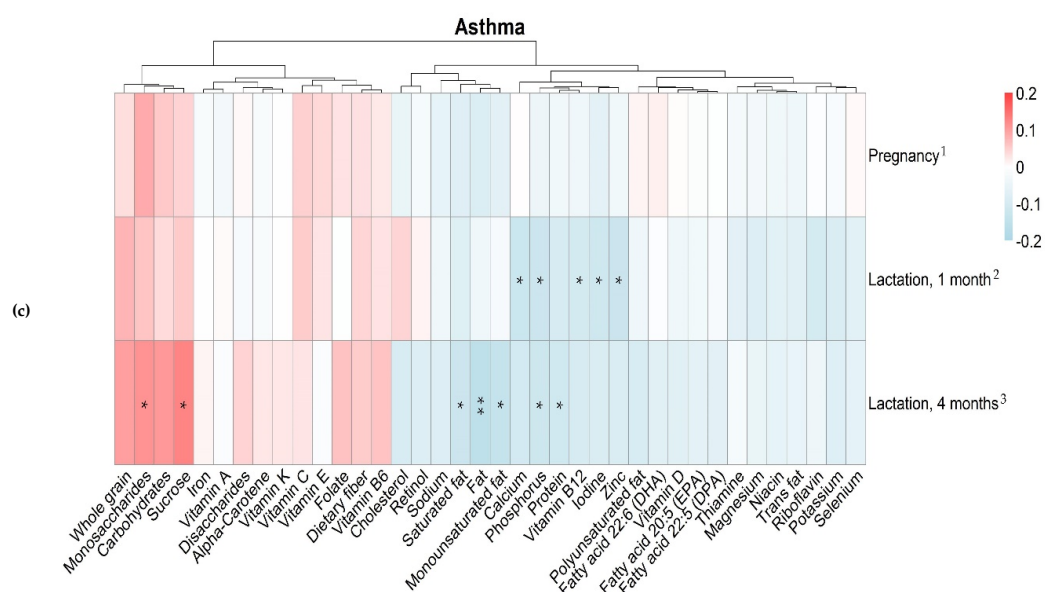 Asthma
0.2
0.1
0
-0.1
-0.2
Pregnancy1
Lactation, 1 month2
Lactation, 4 months3
(c)
* * * * *
* * * ** * * *
Whole grain
Monosaccharides
Carbohydrates
Sucrose
Iron
Vitamin A
Disaccharides
Alpha-Carotene
Vitamin K
Vitamin C
Vitamin E
Folate
Dietary fiber
Vitamin B6
Cholesterol
Retinol
Sodium
Saturated fat
Fat
Monounsaturated fat
Calcium
Phosphorus
Protein
Vitamin B12
Iodine
Zinc
Polyunsaturated fat
Fatty acid 22:6 (DHA)
Vitamin D
Fatty acid 20:5 (EPA)
Fatty acid 22:5 (DPA)
Thiamine
Magnesium
Niacin
Trans fat
Riboflavin
Potassium
Selenium